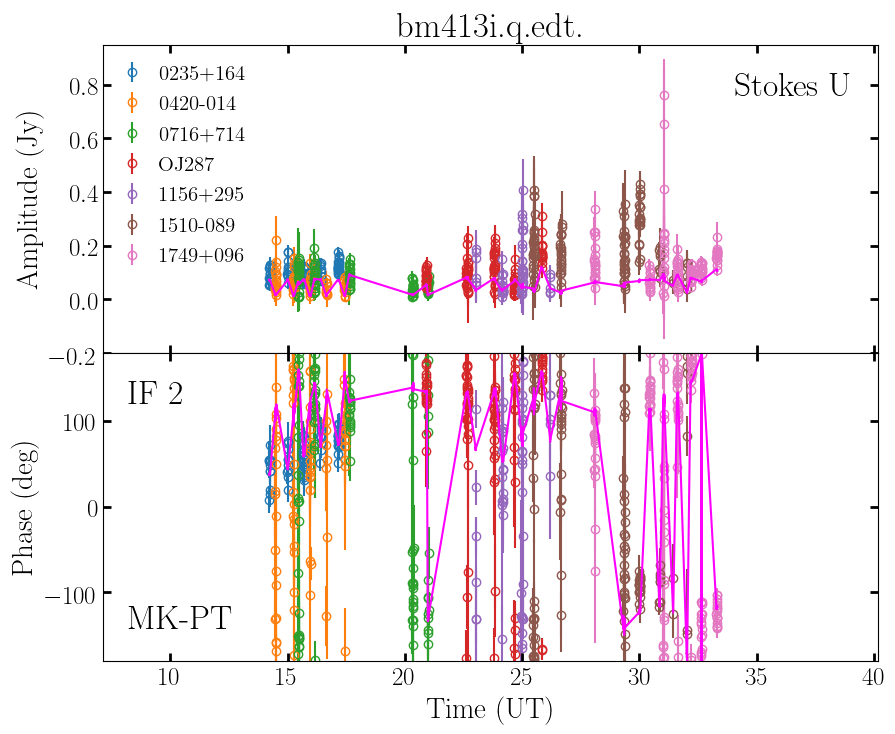 bm413i.q.edt.
Stokes U
0235+164
0420-014
0716+714
OJ287
1156+295
1510-089
1749+096
Amplitude (Jy)
0.8
0.6
0.4
0.2
0.0
−0.2
IF 2
MK-PT
Phase (deg)
100
0
−100
10 15 20 25 30 35 40
Time (UT)